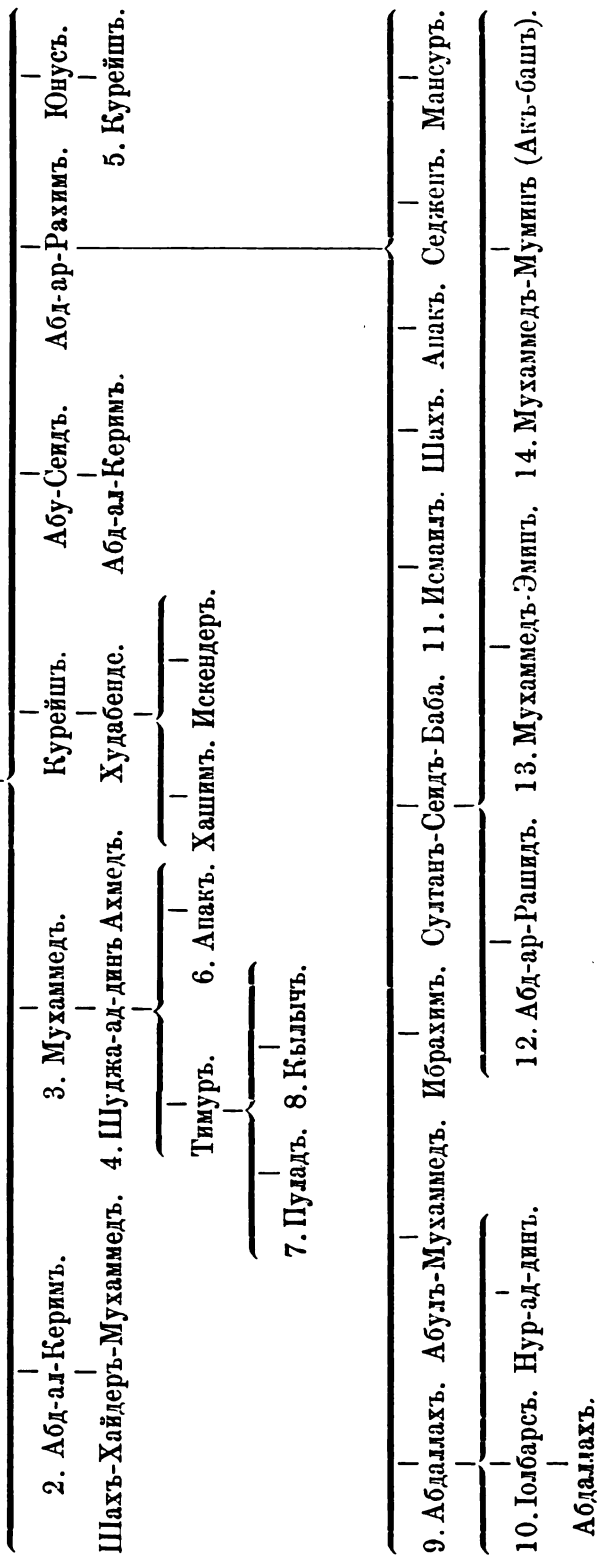 2. Абд-ал-Керимъ. 3. Мухаммедъ. Курейшъ. Абу-Сеидъ. Абд-ар-Рахимъ. Юнусъ.
Шахъ-Хайдеръ-Мухаммедъ. 4. Шуджа-ад-динъ Ахмедъ. Худабенде. Абд-ал-Керимъ. 5. Курейшъ.
Тимуръ. 6. Апакъ. Хашимъ. Искендеръ.
7. Пуладъ. 8. Кылычъ.
9. Абдаллахъ. Абулъ-Мухаммедъ. Ибрахимъ. Султанъ-Сеидъ-Баба. 11. Исмаилъ. Шахъ. Апакъ. Седжепъ. Мансуръ.
10. Іолбарсъ. Нур-ад-динъ. 12. Абд-ар-Рашидъ. 13. Мухаммедъ-Эмипъ. 14. Мухаммедъ-Муминъ (Акъ-башъ).
Абдаллахъ.